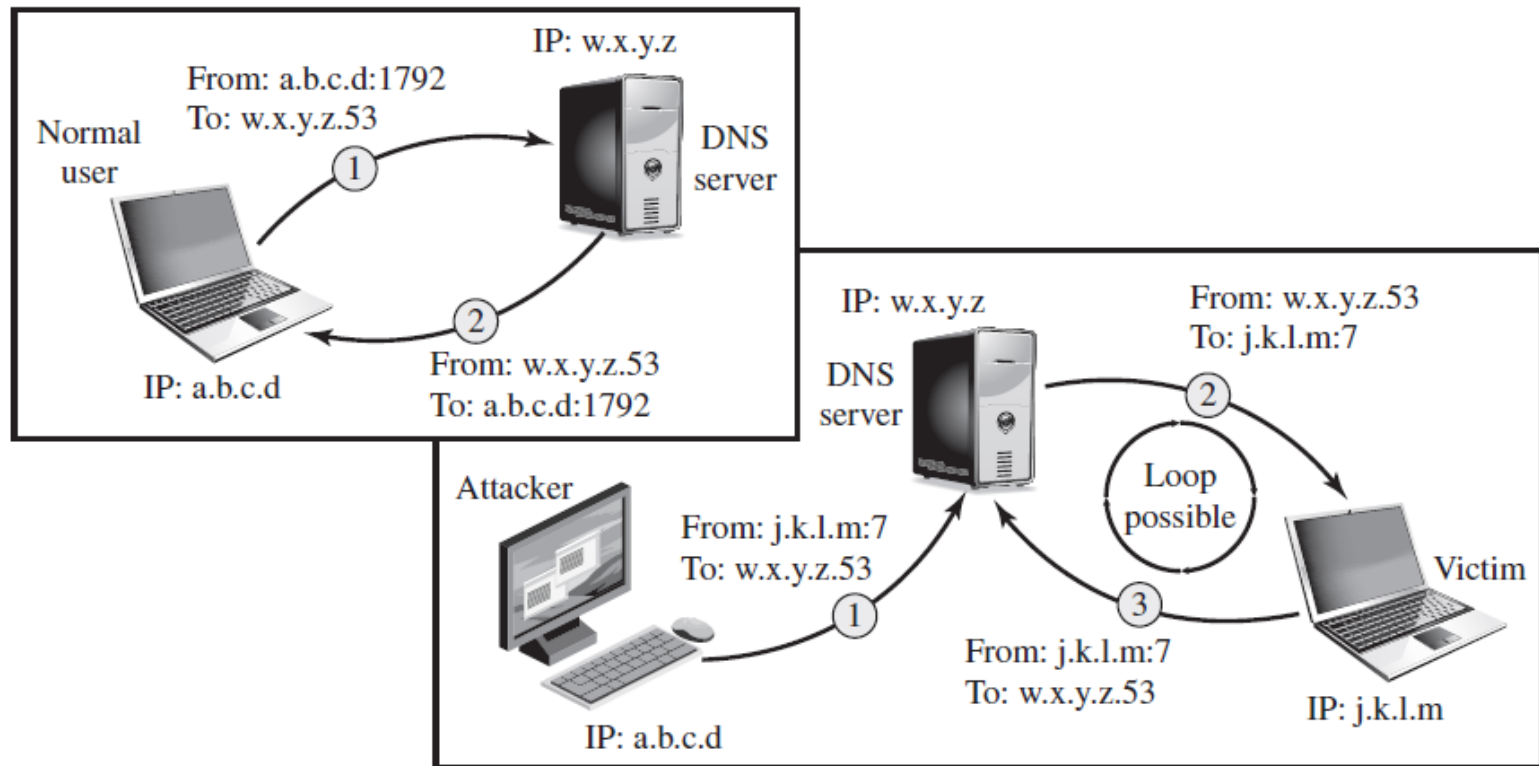 IP: w.x.y.z
From: a.b.c.d:1792
To: w.x.y.z.53
Normal
user
1
DNS
server
2
From: w.x.y.z.53
To: a.b.c.d:1792
IP: a.b.c.d
IP: w.x.y.z
From: w.x.y.z.53
To: j.k.l.m:7
DNS
server
2
Attacker
Loop
possible
From: j.k.l.m:7
To: w.x.y.z.53
1
Victim
3
From: j.k.l.m:7
To: w.x.y.z.53
IP: a.b.c.d
IP: j.k.l.m